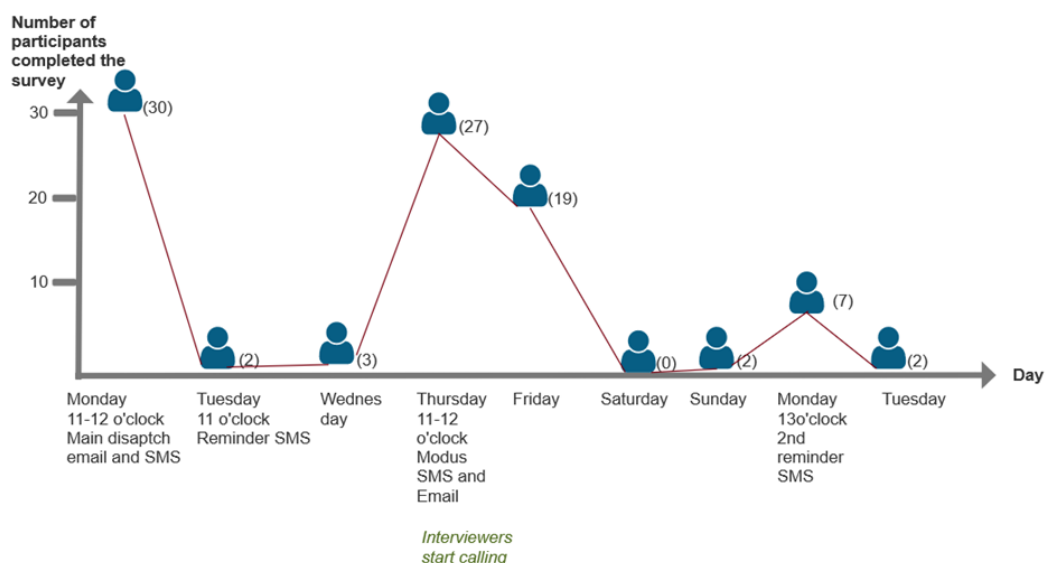 Number of
participants
completed the
survey
30
20
10
(30)
(2)
(3)
(27)
(19)
(0)
(2)
(7)
(2)
Day
Monday
11-12 o'clock
Main disaptch
email and SMS
Tuesday
11 o'clock
Reminder SMS
Wednes
day
Thursday
11-12
o'clock
Modus
SMS and
Email
Interviewers
start calling
Friday
Saturday
Sunday
Monday
13o'clock
2nd
reminder
SMS
Tuesday